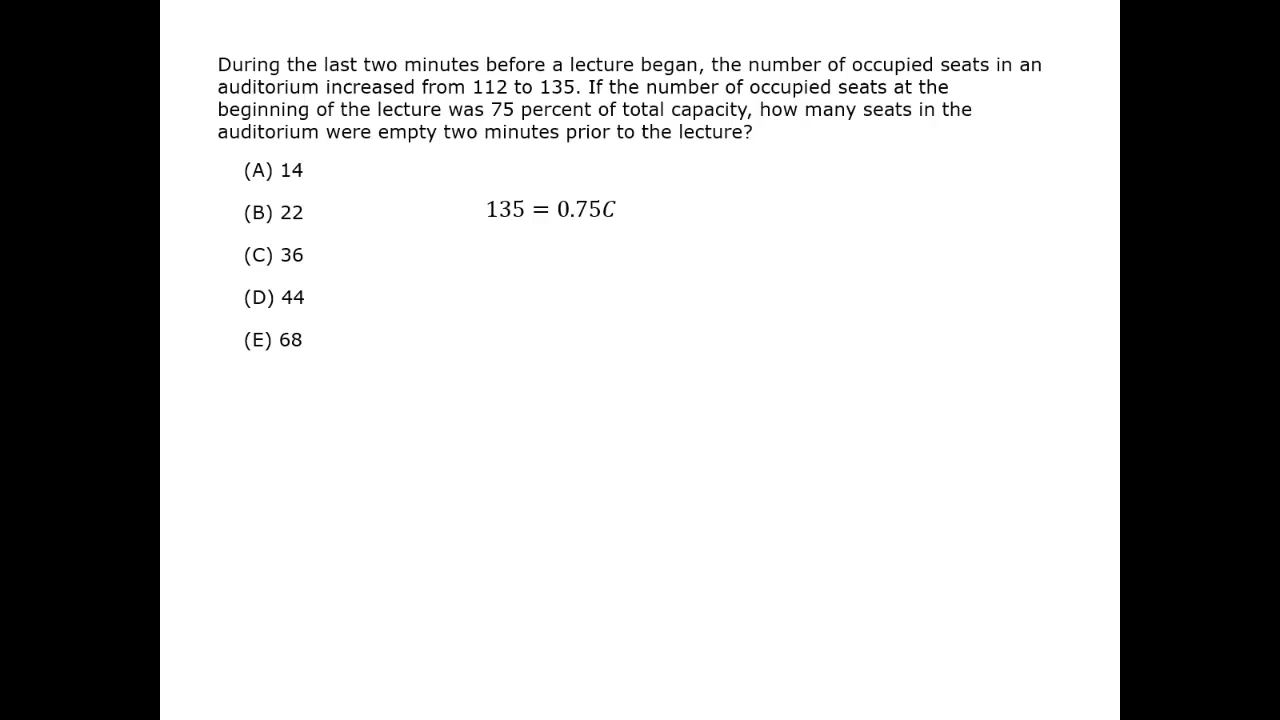 During the last two minutes before a lecture began, the number of occupied seats in an
auditorium increased from 112 to 135. If the number of occupied seats at the
beginning of the lecture was 75 percent of total capacity, how many seats in the
auditorium were empty two minutes prior to the lecture?
(A) 14
(B) 22
135 = 0.75C
(C) 36
(D) 44
(E) 68